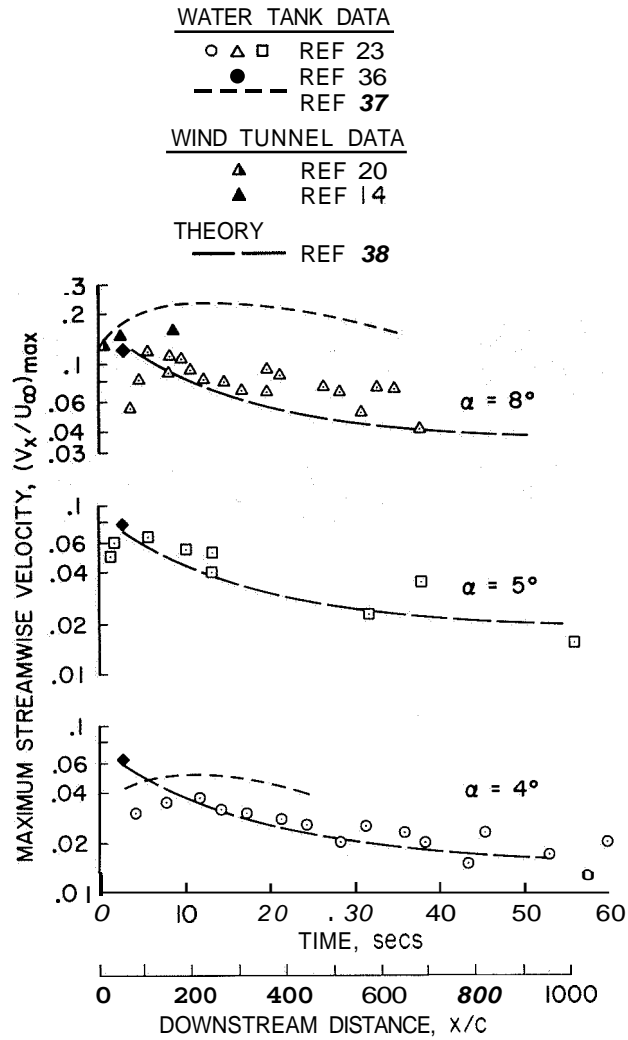 WATER TANK DATA
REF 23
REF 36
REF 37
WIND TUNNEL DATA
REF 20
REF 14
THEORY
REF 38
MAXIMUM STREAMWISE VELOCITY, (Vx/U∞)max
.3
.2
.1
.06
.04
.03
α = 8°
.1
.06
.04
.02
.01
α = 5°
.1
.06
.04
.02
.01
α = 4°
0 10 20 .30 40 50 60
TIME, secs
0 200 400 600 800 1000
DOWNSTREAM DISTANCE, X/C